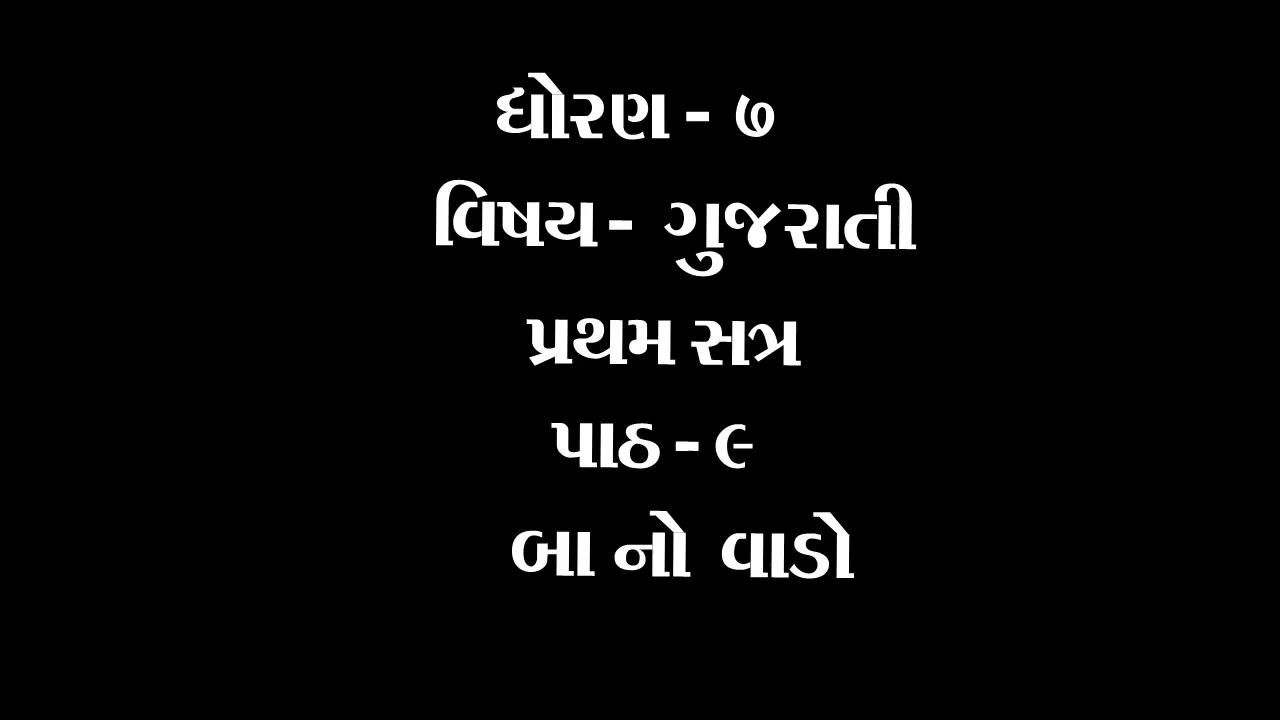 ધોરણ - ૭
વિષય - ગુજરાતી
પ્રથમ સત્ર
પાઠ - ૯
બા નો વાડો